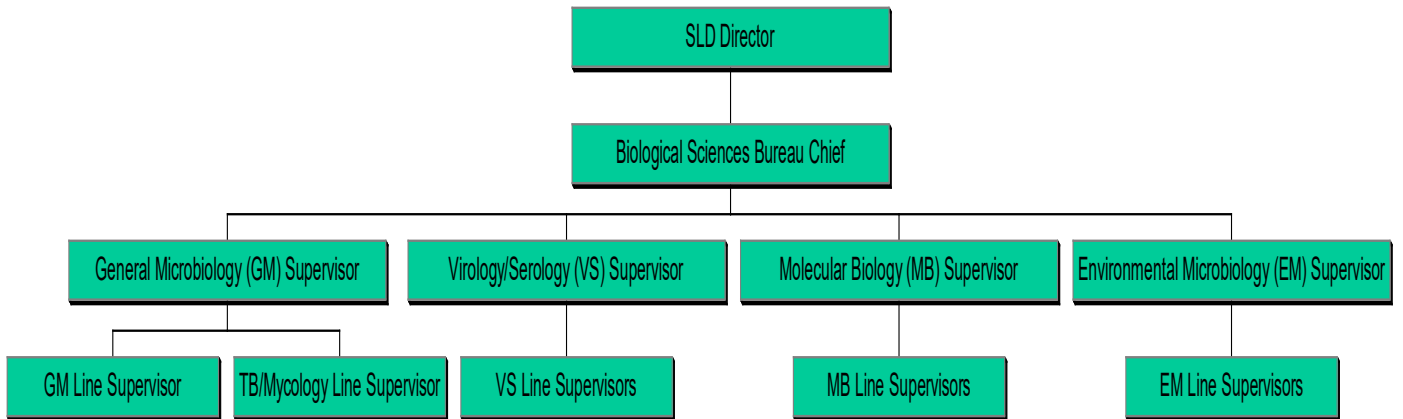 SLD Director
Biological Sciences Bureau Chief
General Microbiology (GM) Supervisor
Virology/Serology (VS) Supervisor
Molecular Biology (MB) Supervisor
Environmental Microbiology (EM) Supervisor
GM Line Supervisor
TB/Mycology Line Supervisor
VS Line Supervisors
MB Line Supervisors
EM Line Supervisors